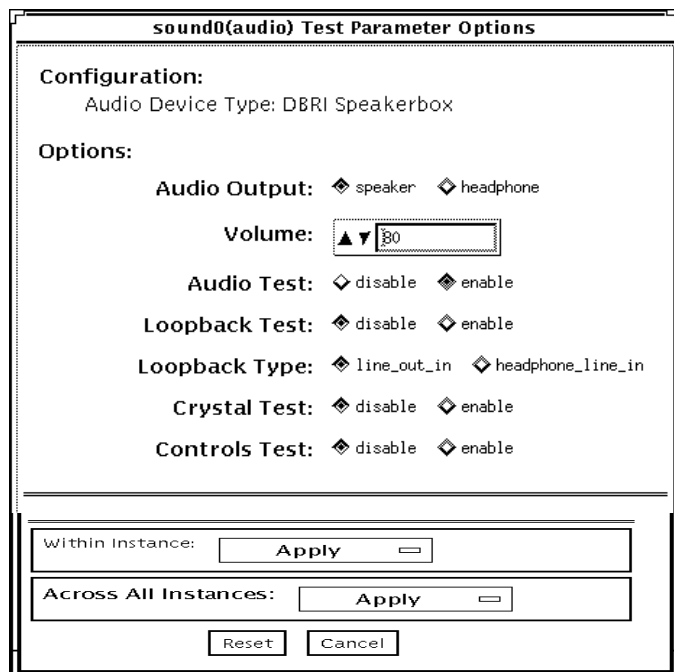 sound0(audio) Test Parameter Options
Configuration:
Audio Device Type: DBRI Speakerbox
Options:
Audio Output: speaker headphone
Volume: 80
Audio Test: disable enable
Loopback Test: disable enable
Loopback Type: line_out_in headphone_line_in
Crystal Test: disable enable
Controls Test: disable enable
Within Instance: Apply
Across All Instances: Apply
Reset Cancel